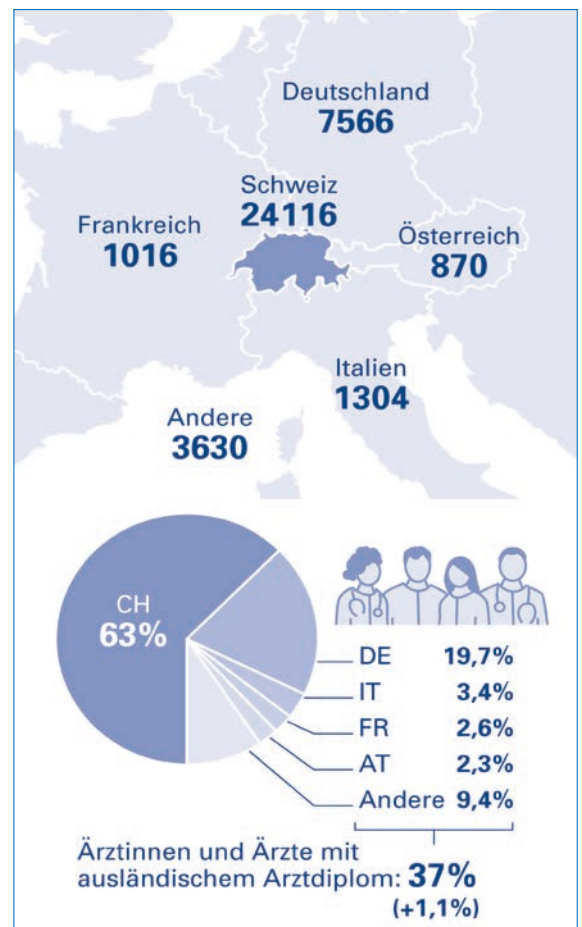 Deutschland
7566
Schweiz
24116
Frankreich
1016
Österreich
870
Italien
1304
Andere
3630
CH
63%
DE 19,7%
IT 3,4%
FR 2,6%
AT 2,3%
Andere 9,4%
Ärztinnen und Ärzte mit
ausländischem Arztdiplom: 37%
(+1,1%)